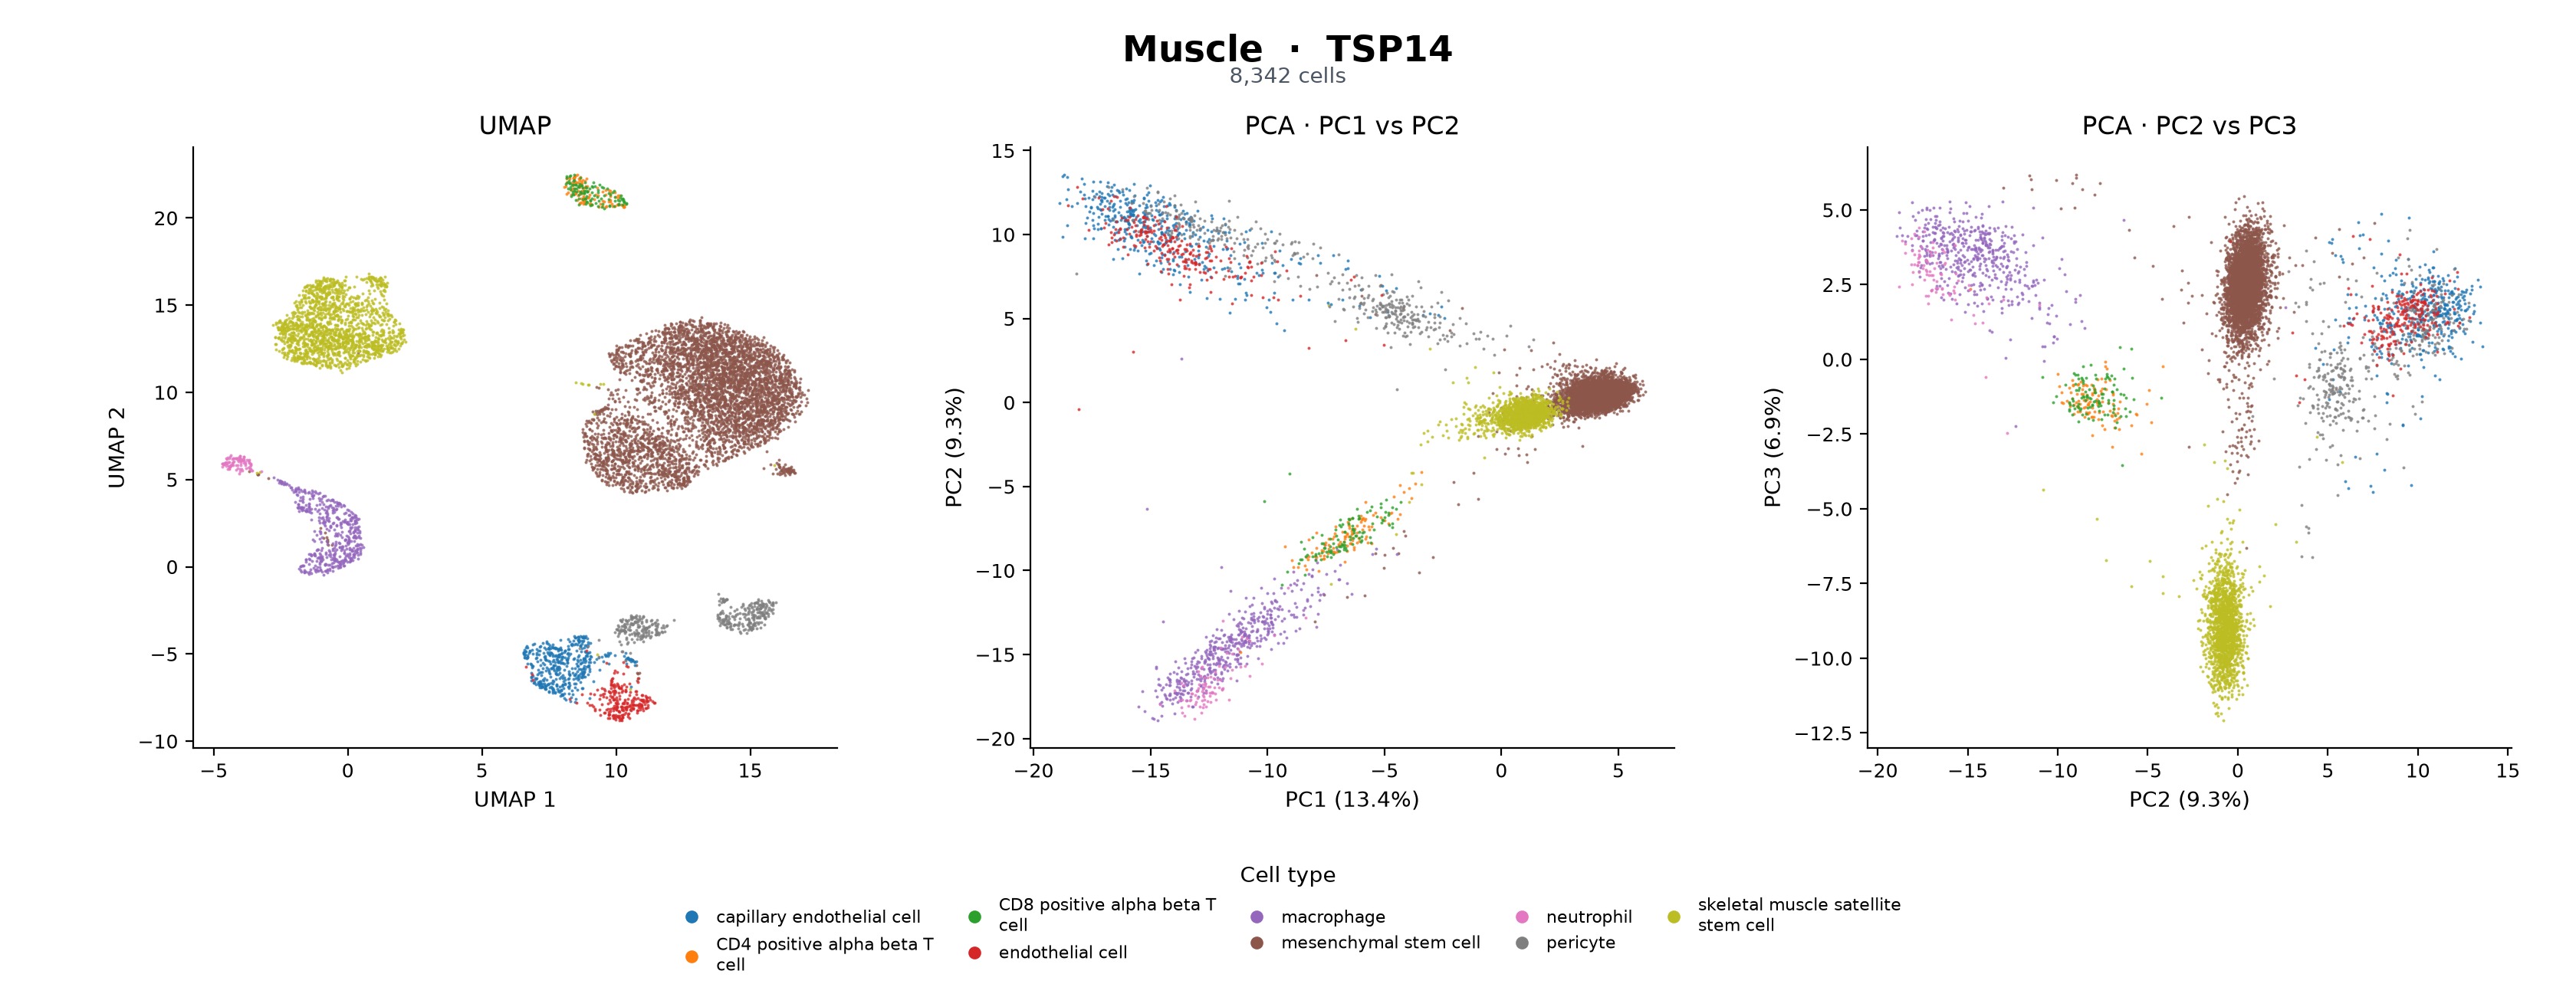 Muscle · TSP14
8,342 cells
UMAP
PCA · PC1 vs PC2
PCA · PC2 vs PC3
20
15
10
5
0
−5
−10
UMAP 2
−5
0
5
10
15
UMAP 1
15
10
5
0
−5
−10
−15
−20
PC2 (9.3%)
−20
−15
−10
−5
0
5
PC1 (13.4%)
5.0
2.5
0.0
−2.5
−5.0
−7.5
−10.0
−12.5
PC3 (6.9%)
−20
−15
−10
−5
0
5
10
15
PC2 (9.3%)
Cell type
capillary endothelial cell
CD4 positive alpha beta T
cell
CD8 positive alpha beta T
cell
endothelial cell
macrophage
mesenchymal stem cell
neutrophil
pericyte
skeletal muscle satellite
stem cell